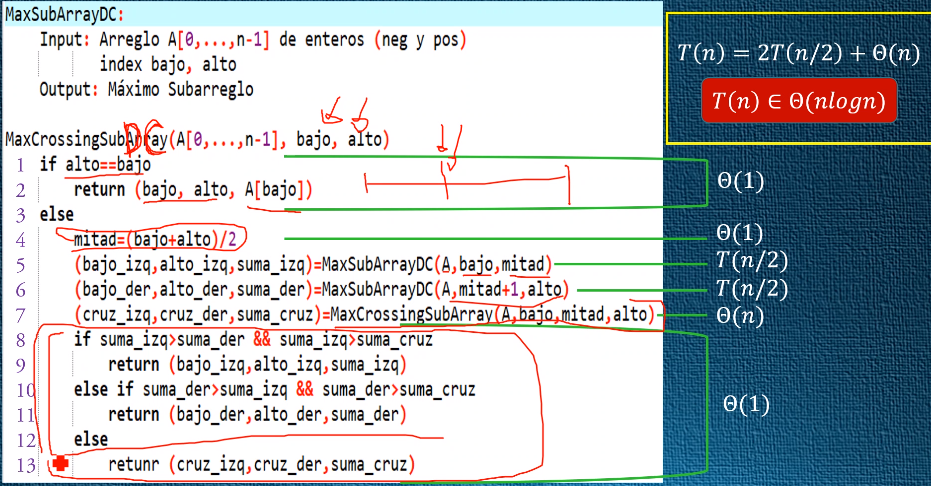 MaxSubArrayDC:
Input: Arreglo A[0,...,n-1] de enteros (neg y pos)
index bajo, alto
Output: Máximo Subarreglo
DC
MaxCrossingSubArray(A[0,...,n-1], bajo, alto)
1 if alto==bajo
2 return (bajo, alto, A[bajo])
3 else
4 mitad=(bajo+alto)/2
5 (bajo_izq,alto_izq,suma_izq)=MaxSubArrayDC(A,bajo,mitad)
6 (bajo_der,alto_der,suma_der)=MaxSubArrayDC(A,mitad+1,alto)
7 (cruz_izq,cruz_der,suma_cruz)=MaxCrossingSubArray(A,bajo,mitad,alto)
8 if suma_izq>suma_der && suma_izq>suma_cruz
9 return (bajo_izq,alto_izq,suma_izq)
10 else if suma_der>suma_izq && suma_der>suma_cruz
11 return (bajo_der,alto_der,suma_der)
12 else
13 retunr (cruz_izq,cruz_der,suma_cruz)
T(n) = 2T(n/2) + Θ(n)
T(n) ∈ Θ(nlogn)
Θ(1)
Θ(1)
T(n/2)
T(n/2)
Θ(n)
Θ(1)